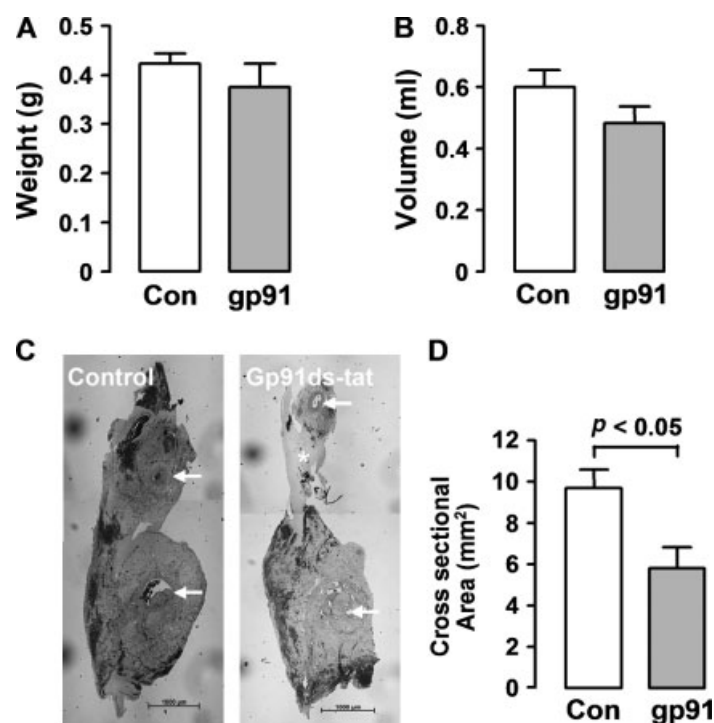 A
Weight (g)
0.5
0.4
0.3
0.2
0.1
0
Con gp91
B
Volume (ml)
0.8
0.6
0.4
0.2
0
Con gp91
C
Control
Gp91ds-tat
*
1000 µm
D
Cross sectional
Area (mm²)
p < 0.05
12
10
8
6
4
2
0
Con gp91